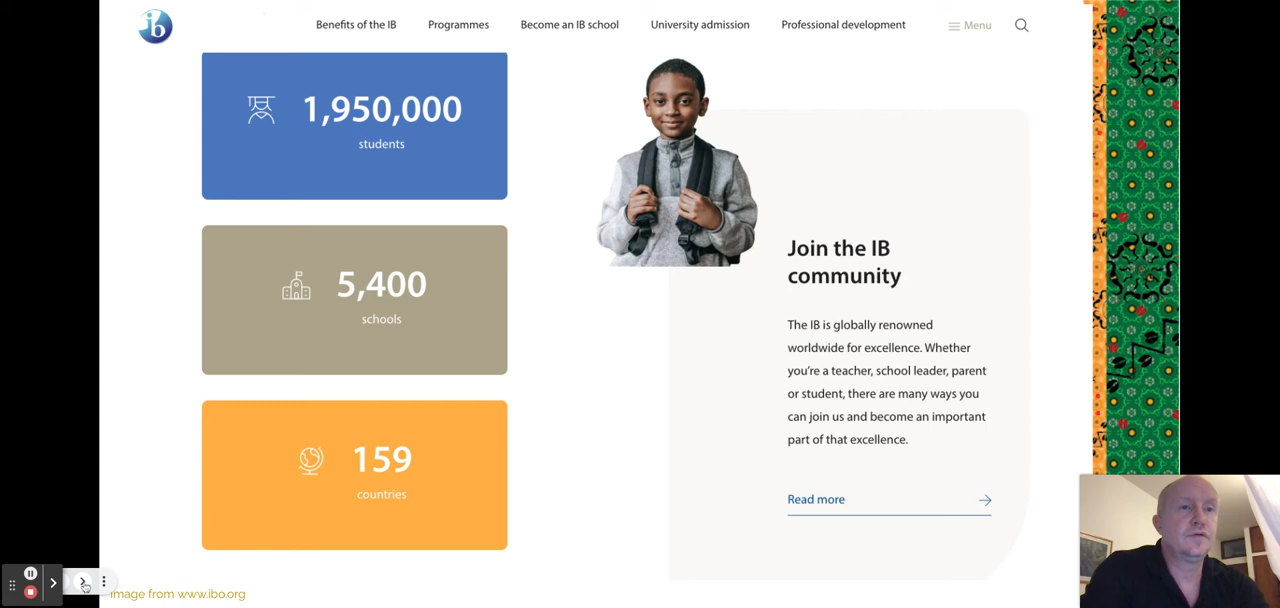 ib
Benefits of the IB
Programmes
Become an IB school
University admission
Professional development
Menu
1,950,000
students
5,400
schools
159
countries
Join the IB
community
The IB is globally renowned
worldwide for excellence. Whether
you're a teacher, school leader, parent
or student, there are many ways you
can join us and become an important
part of that excellence.
Read more
Image from www.ibo.org